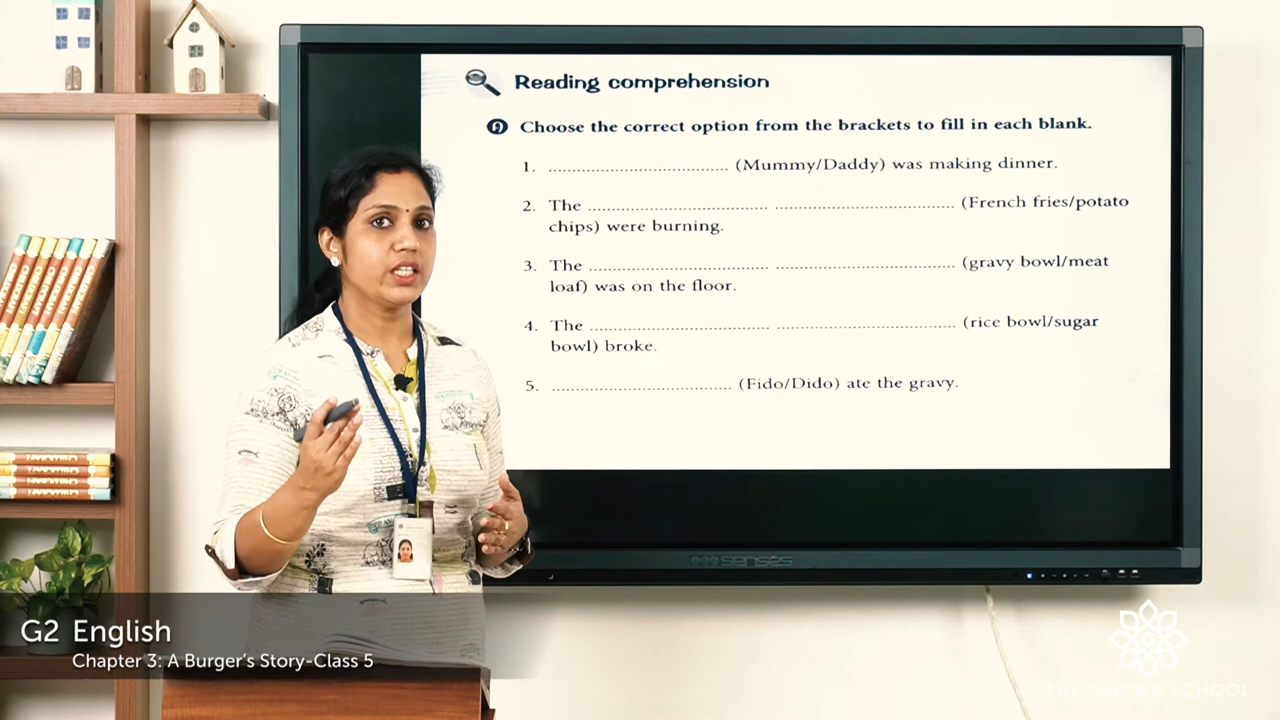 Reading comprehension
A Choose the correct option from the brackets to fill in each blank.
1. .................................... (Mummy/Daddy) was making dinner.
2. The .................................... .................................... (French fries/potato
chips) were burning.
3. The .................................... .................................... (gravy bowl/meat
loaf) was on the floor.
4. The .................................... .................................... (rice bowl/sugar
bowl) broke.
5. .................................... (Fido/Dido) ate the gravy.
senses
G2 English
Chapter 3: A Burger's Story-Class 5
THE GARDEN SCHOOL